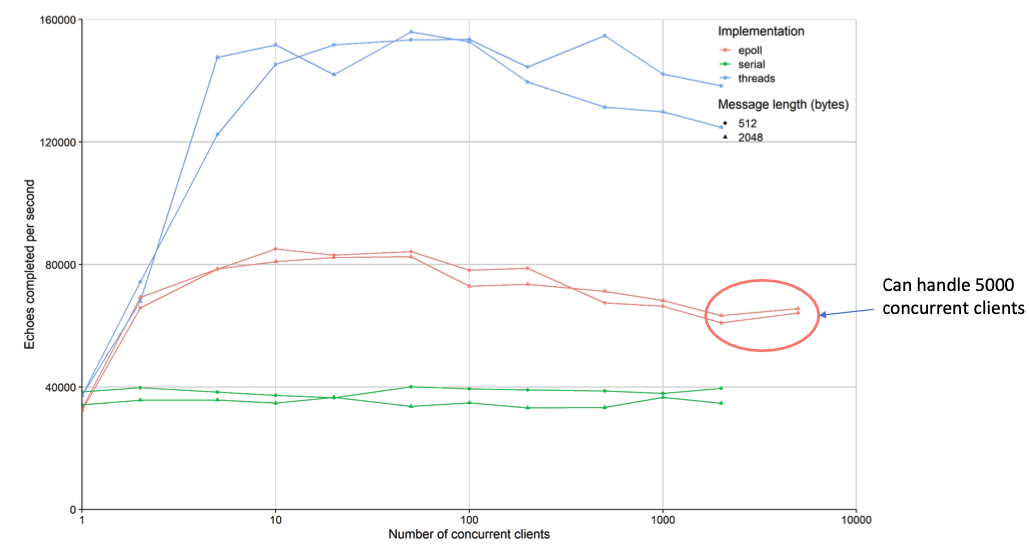 160000
120000
80000
40000
0
Echoes completed per second
1
10
100
1000
10000
Number of concurrent clients
Implementation
epoll
serial
threads
Message length (bytes)
512
2048
Can handle 5000
concurrent clients